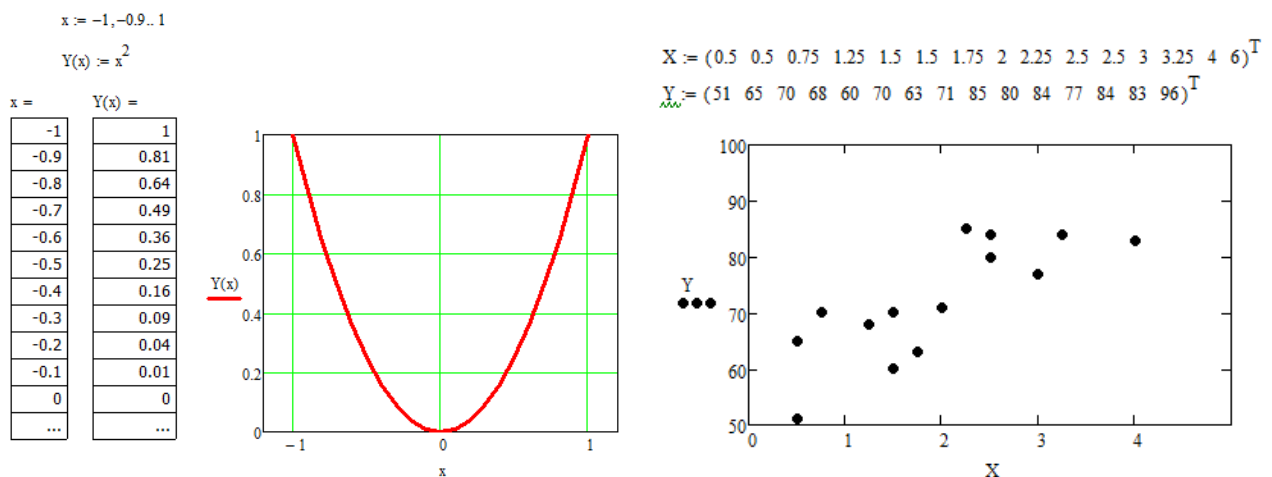 x := −1, −0.9 .. 1
Y(x) := x²
x =
Y(x) =
-1 1
-0.9 0.81
-0.8 0.64
-0.7 0.49
-0.6 0.36
-0.5 0.25
-0.4 0.16
-0.3 0.09
-0.2 0.04
-0.1 0.01
0 0
... ...
1
0.8
0.6
0.4
0.2
0
Y(x)
−1 0 1
x
X := (0.5 0.5 0.75 1.25 1.5 1.5 1.75 2 2.25 2.5 2.5 3 3.25 4 6)ᵀ
Y := (51 65 70 68 60 70 63 71 85 80 84 77 84 83 96)ᵀ
100
90
80
70
60
50
Y
0 1 2 3 4
X